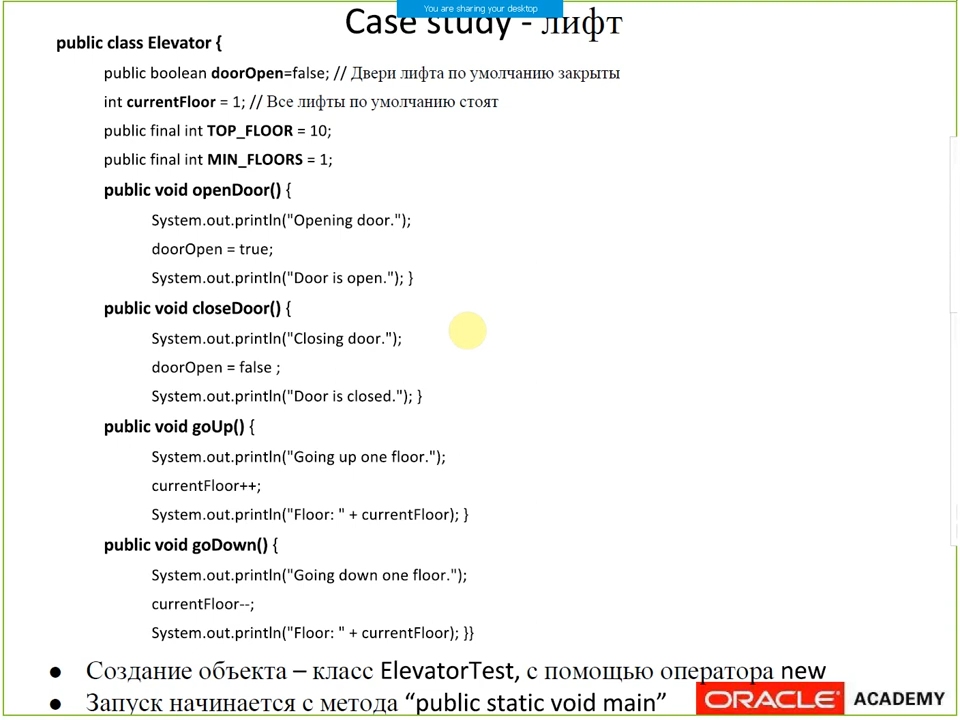 You are sharing your desktop
Case study - лифт
public class Elevator {
public boolean doorOpen=false; // Двери лифта по умолчанию закрыты
int currentFloor = 1; // Все лифты по умолчанию стоят
public final int TOP_FLOOR = 10;
public final int MIN_FLOORS = 1;
public void openDoor() {
System.out.println("Opening door.");
doorOpen = true;
System.out.println("Door is open."); }
public void closeDoor() {
System.out.println("Closing door.");
doorOpen = false ;
System.out.println("Door is closed."); }
public void goUp() {
System.out.println("Going up one floor.");
currentFloor++;
System.out.println("Floor: " + currentFloor); }
public void goDown() {
System.out.println("Going down one floor.");
currentFloor--;
System.out.println("Floor: " + currentFloor); }}
● Создание объекта – класс ElevatorTest, с помощью оператора new
● Запуск начинается с метода “public static void main”
ORACLE ACADEMY